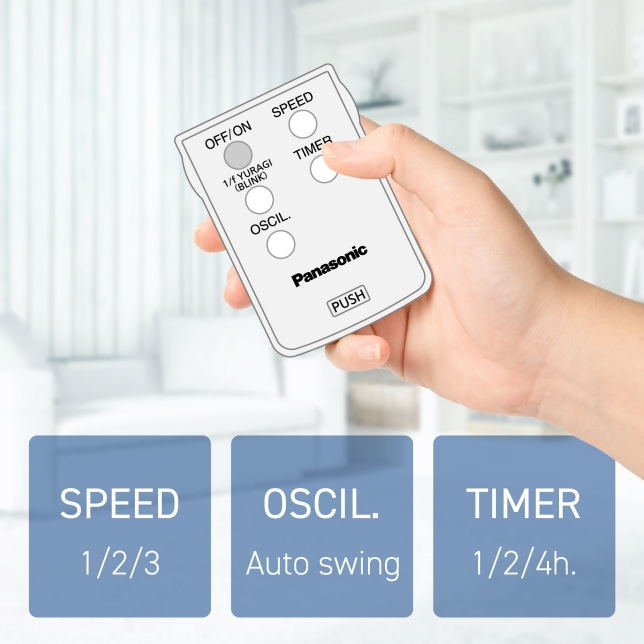 OFF/ON
SPEED
1/f YURAGI
(BLINK)
TIMER
OSCIL.
Panasonic
PUSH
SPEED
1/2/3
OSCIL.
Auto swing
TIMER
1/2/4h.